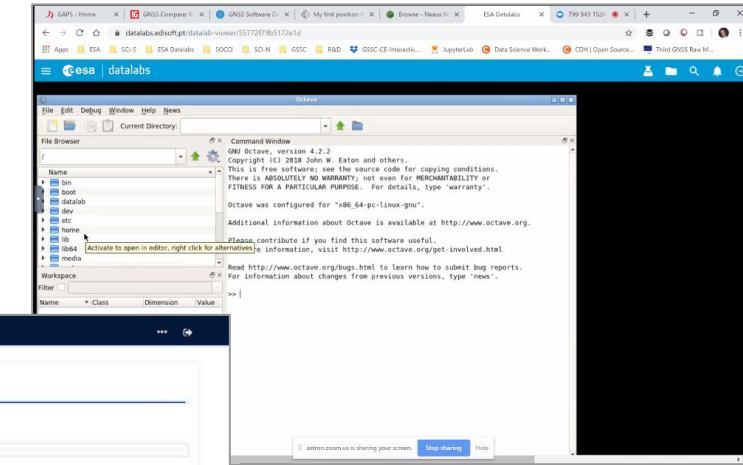 GAPS - Home
GNSS Compare R
GNSS Software De
My first position
Browse - Nexus Re
ESA Datalabs
799 943 152
datalabs.edisoft.pt/datalab-viewer/55772f79b5172e1d
Apps ESA SCI-S ESA Datalabs SOCCI SCI-N GSSC R&D GSSC-CE-Interactiv... JupyterLab Data Science Work... CDH | Open Source... Third GNSS Raw M...
esa | datalabs
Octave
File Edit Debug Window Help News
Current Directory:
File Browser
/
Name
bin
boot
datalab
dev
etc
home
lib
lib64
media
Activate to open in editor, right click for alternatives
Workspace
Filter
Name Class Dimension Value
Command Window
GNU Octave, version 4.2.2
Copyright (C) 2018 John W. Eaton and others.
This is free software; see the source code for copying conditions.
There is ABSOLUTELY NO WARRANTY; not even for MERCHANTABILITY or
FITNESS FOR A PARTICULAR PURPOSE. For details, type 'warranty'.
Octave was configured for "x86_64-pc-linux-gnu".
Additional information about Octave is available at http://www.octave.org.
Please contribute if you find this software useful.
re information, visit http://www.octave.org/get-involved.html
Read http://www.octave.org/bugs.html to learn how to submit bug reports.
For information about changes from previous versions, type 'news'.
>>
astron.zoom.us is sharing your screen. Stop sharing Hide